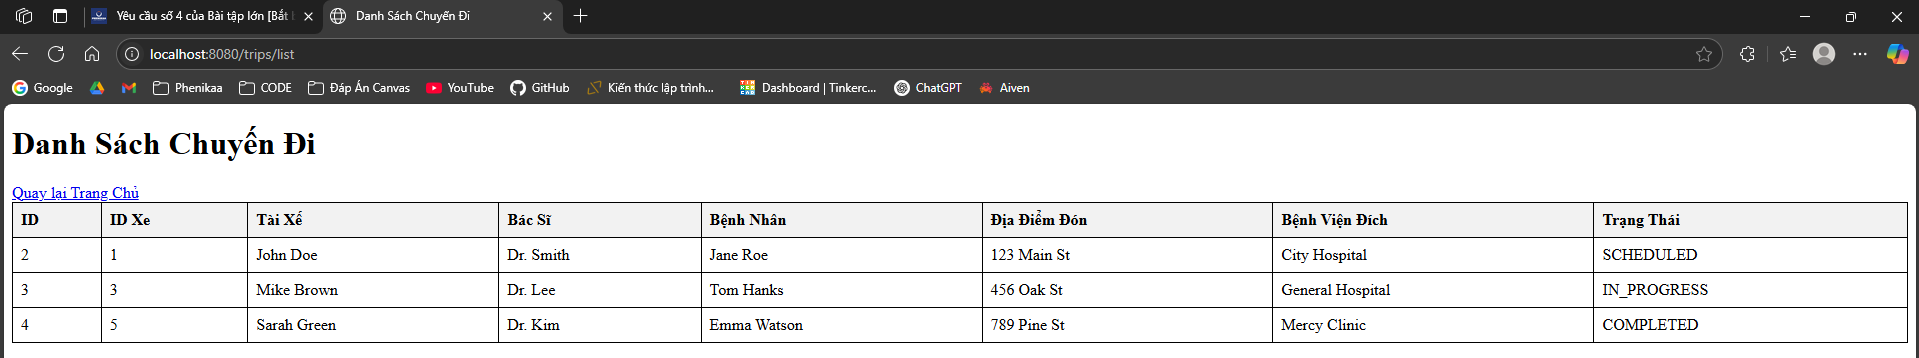 Yêu cầu số 4 của Bài tập lớn [Bắt
Danh Sách Chuyến Đi
localhost:8080/trips/list
Google Phenikaa CODE Đáp Án Canvas YouTube GitHub Kiến thức lập trình... Dashboard | Tinkerc... ChatGPT Aiven
Danh Sách Chuyến Đi
Quay lại Trang Chủ
ID ID Xe Tài Xế Bác Sĩ Bệnh Nhân Địa Điểm Đón Bệnh Viện Đích Trạng Thái
2 1 John Doe Dr. Smith Jane Roe 123 Main St City Hospital SCHEDULED
3 3 Mike Brown Dr. Lee Tom Hanks 456 Oak St General Hospital IN_PROGRESS
4 5 Sarah Green Dr. Kim Emma Watson 789 Pine St Mercy Clinic COMPLETED